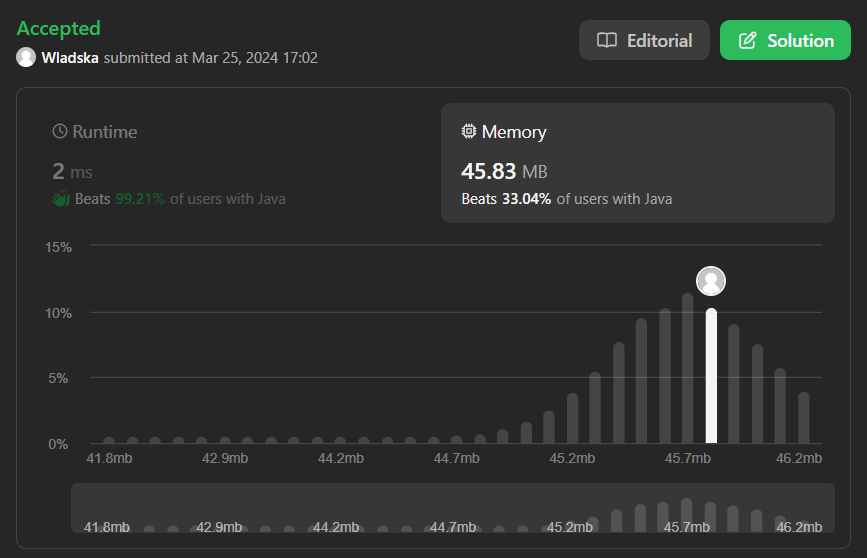 Accepted
Wladska submitted at Mar 25, 2024 17:02
Editorial
Solution
Runtime
2 ms
Beats 99.21% of users with Java
Memory
45.83 MB
Beats 33.04% of users with Java
15%
10%
5%
0%
41.8mb 42.9mb 44.2mb 44.7mb 45.2mb 45.7mb 46.2mb
41.8mb 42.9mb 44.2mb 44.7mb 45.2mb 45.7mb 46.2mb